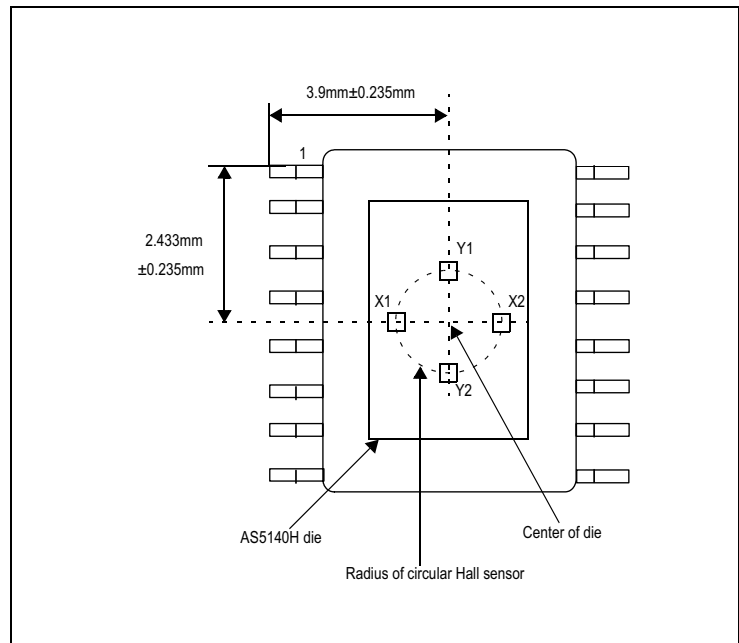 3.9mm±0.235mm
1
2.433mm
±0.235mm
Y1
X1
X2
Y2
AS5140H die
Center of die
Radius of circular Hall sensor